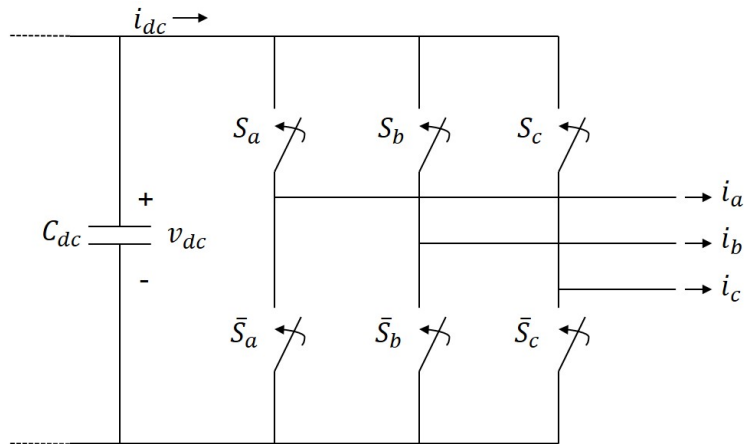 i_dc
S_a S_b S_c
+
C_dc v_dc
-
i_a
i_b
i_c
S̄_a S̄_b S̄_c